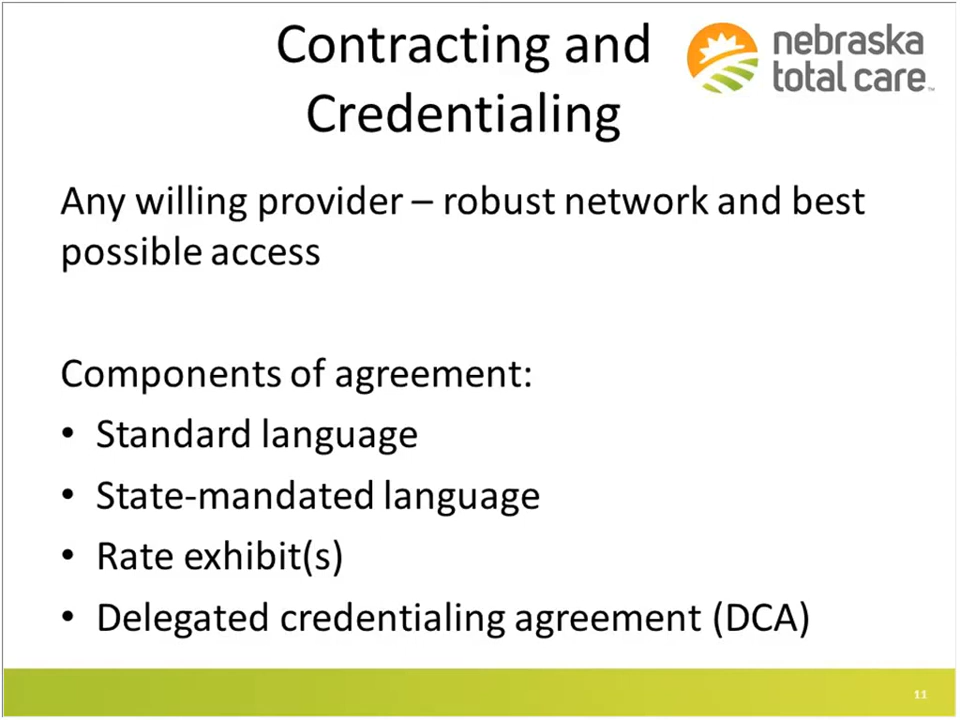 Contracting and
Credentialing
nebraska
total care™
Any willing provider – robust network and best
possible access
Components of agreement:
• Standard language
• State-mandated language
• Rate exhibit(s)
• Delegated credentialing agreement (DCA)
11